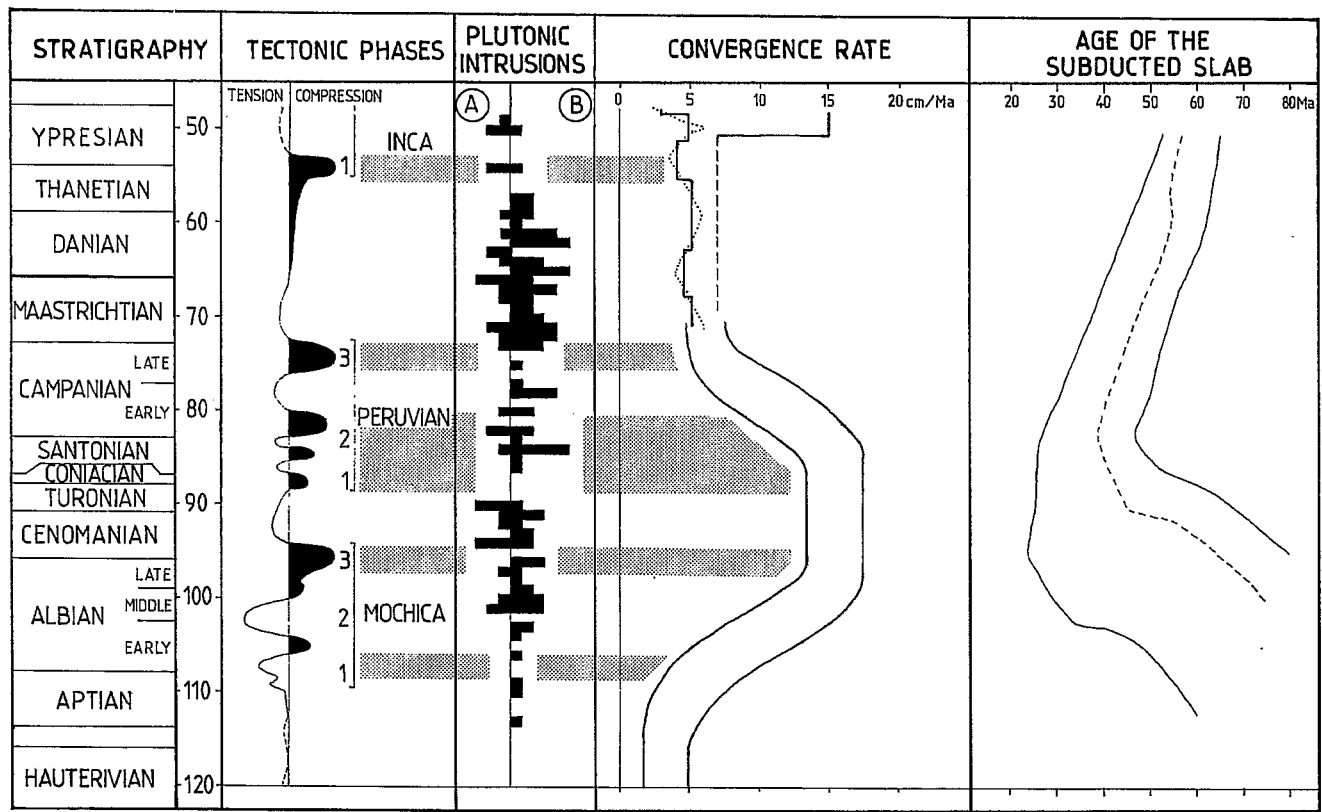 STRATIGRAPHY
TECTONIC PHASES
PLUTONIC
INTRUSIONS
CONVERGENCE RATE
AGE OF THE
SUBDUCTED SLAB
TENSION COMPRESSION
A B
0 5 10 15 20 cm/Ma
20 30 40 50 60 70 80 Ma
YPRESIAN
THANETIAN
DANIAN
MAASTRICHTIAN
LATE
CAMPANIAN
EARLY
SANTONIAN
CONIACIAN
TURONIAN
CENOMANIAN
LATE
ALBIAN
MIDDLE
EARLY
APTIAN
HAUTERIVIAN
50
60
70
80
90
100
110
120
INCA
1
3
PERUVIAN
2
1
3
2 MOCHICA
1